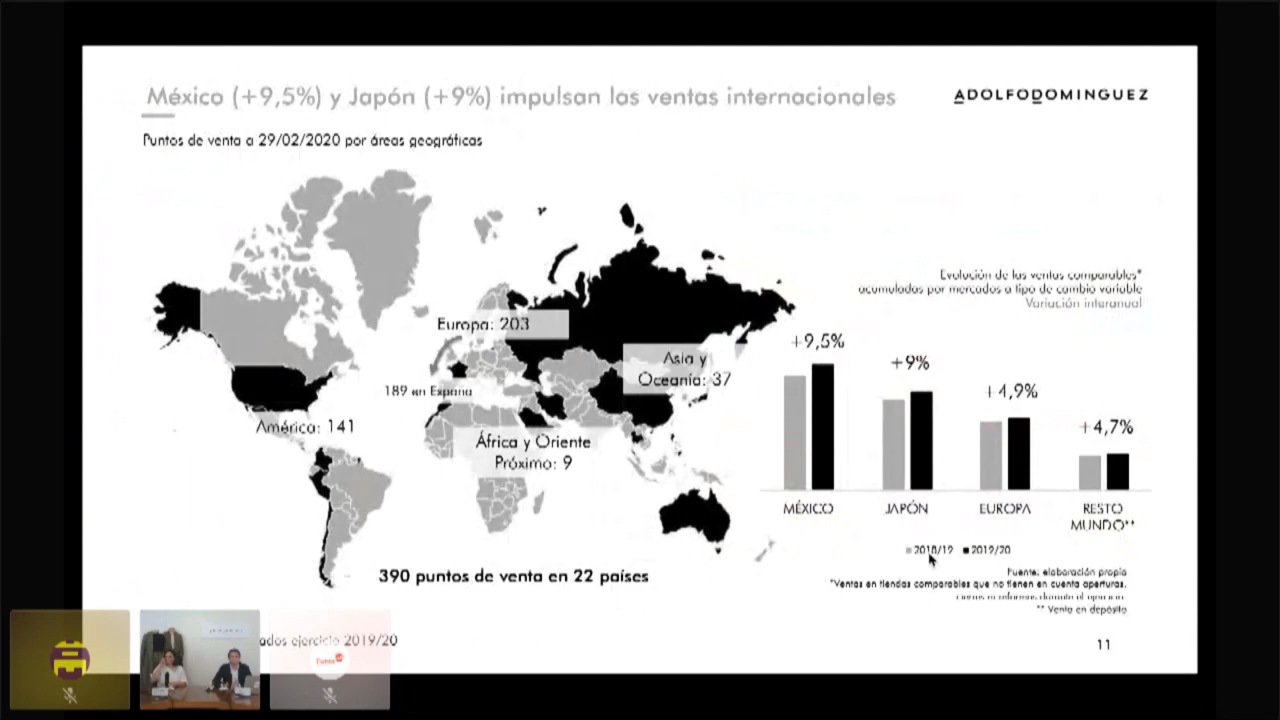 México (+9,5%) y Japón (+9%) impulsan las ventas internacionales
ADOLFODOMINGUEZ
Puntos de venta a 29/02/2020 por áreas geográficas
Evolución de las ventas comparables*
acumuladas por mercados a tipo de cambio variable
Variación interanual
Europa: 203
189 en España
Asia y
Oceanía: 37
América: 141
África y Oriente
Próximo: 9
390 puntos de venta en 22 países
+9,5%
+9%
+4,9%
+4,7%
MÉXICO
JAPÓN
EUROPA
RESTO
MUNDO**
2018/19
2019/20
Fuente: elaboración propia
*Ventas en tiendas comparables que no tienen en cuenta aperturas,
** Venta en depósito
ados ejercicio 2019/20
11